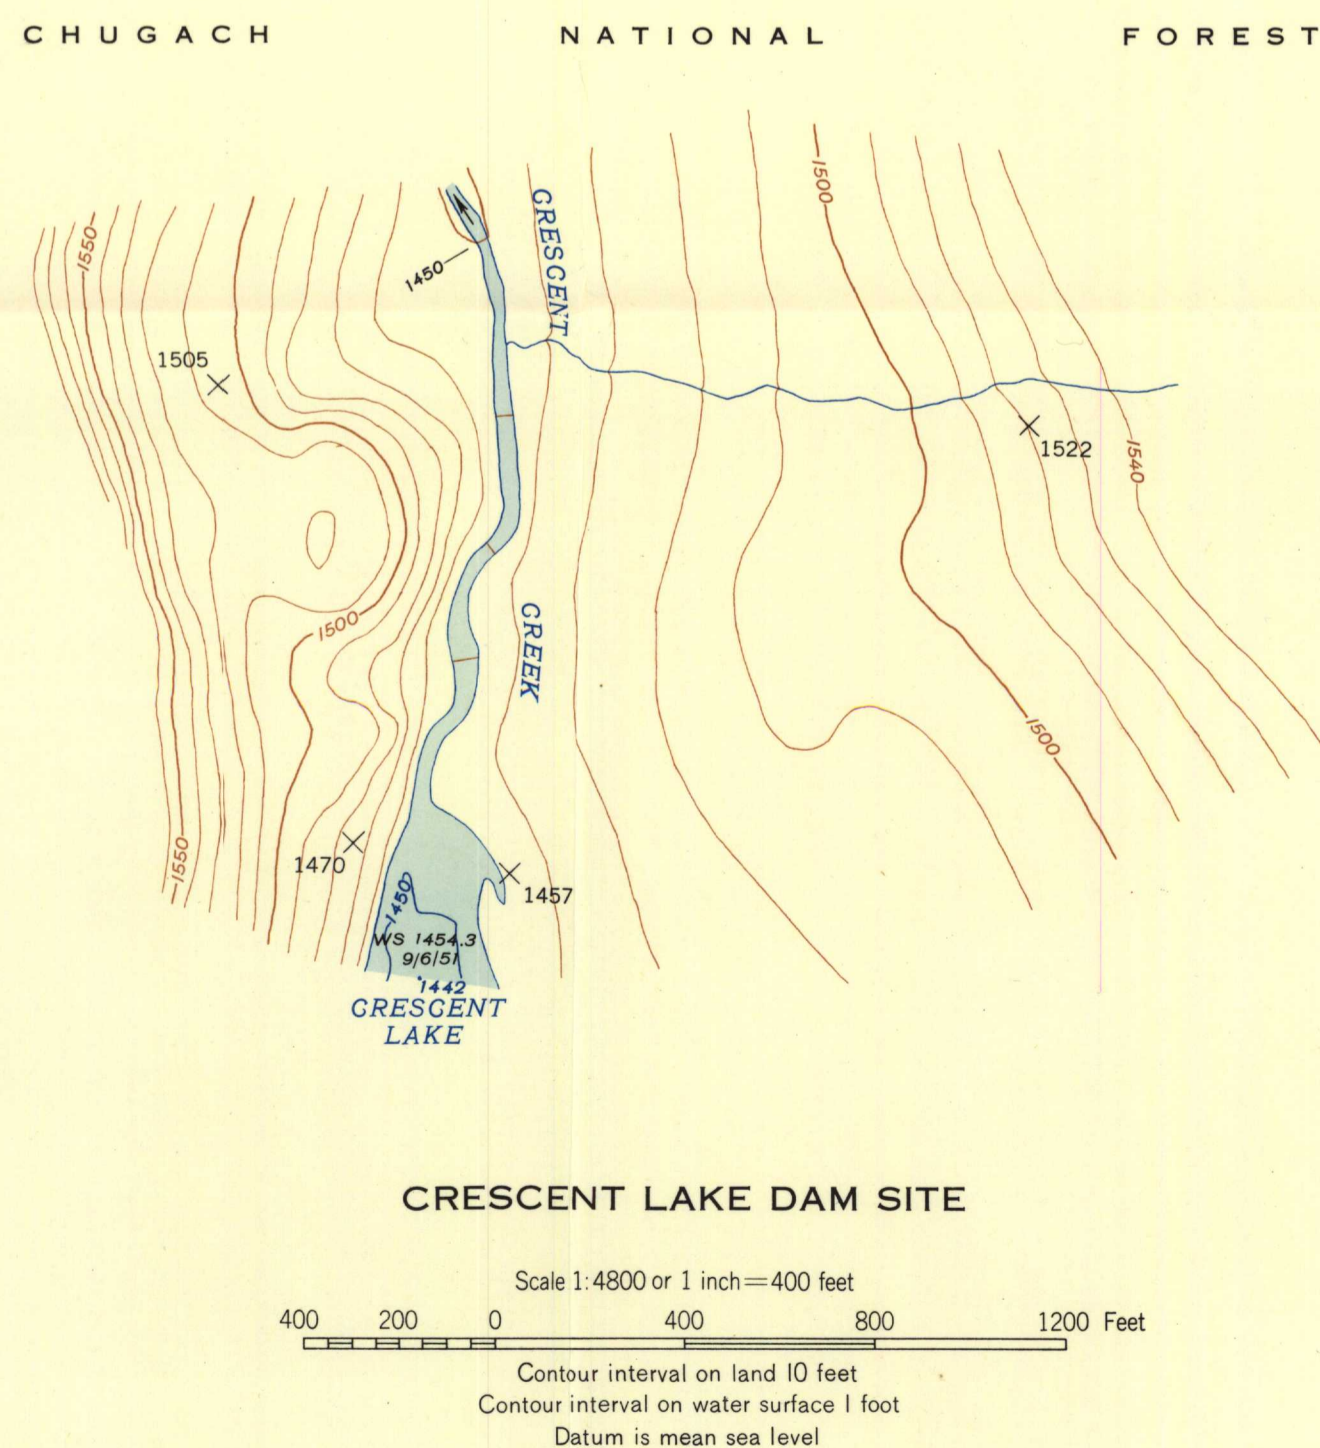 CHUGACH NATIONAL FOREST
1500
CRESCENT
1550
1450
1505
1522
1540
1500
CREEK
1500
1550
1470
1450
1457
WS 1454.3
9/6/51
1442
CRESCENT
LAKE
CRESCENT LAKE DAM SITE
Scale 1:4800 or 1 inch=400 feet
400 200 0 400 800 1200 Feet
Contour interval on land 10 feet
Contour interval on water surface 1 foot
Datum is mean sea level